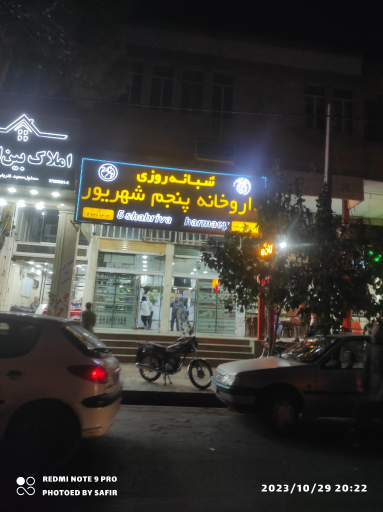 املاک بین
شبانه روزی
داروخانه پنجم شهریور
5 shahriva harmacy
REDMI NOTE 9 PRO
PHOTOED BY SAFIR
2023/10/29 20:22